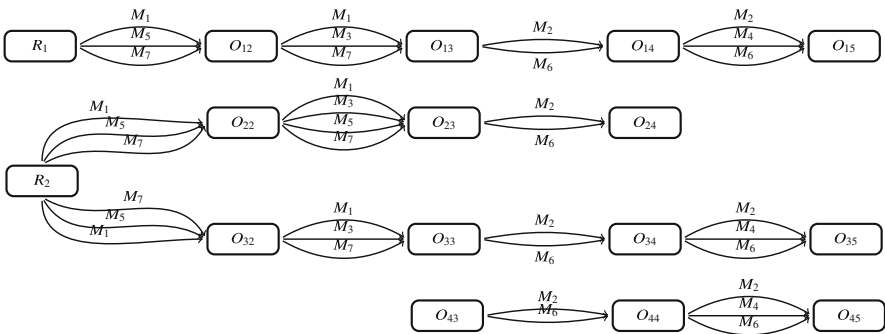 M₁ M₁ M₂
R₁ M₅ O₁₂ M₃ O₁₃ M₂ O₁₄ M₄ O₁₅
M₇ M₇ M₆ M₆
M₁ M₁
M₅ O₂₂ M₃ O₂₃ M₂ O₂₄
M₇ M₅ M₆
M₇
R₂
M₇ M₁ M₂
M₅ O₃₂ M₃ O₃₃ M₂ O₃₄ M₄ O₃₅
M₁ M₇ M₆ M₆
M₂ M₂
O₄₃ M₆ O₄₄ M₄ O₄₅
M₆